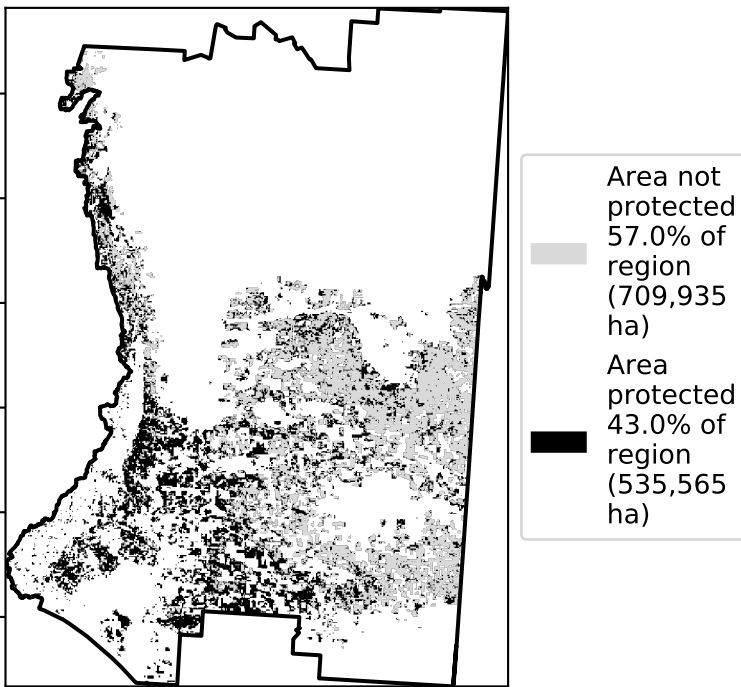 Area not
protected
57.0% of
region
(709,935
ha)
Area
protected
43.0% of
region
(535,565
ha)